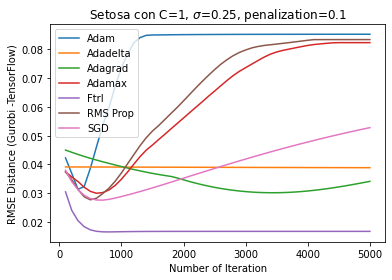 Setosa con C=1, σ=0.25, penalization=0.1
RMSE Distance (Gurobi -TensorFlow)
0.08
0.07
0.06
0.05
0.04
0.03
0.02
Adam
Adadelta
Adagrad
Adamax
Ftrl
RMS Prop
SGD
0 1000 2000 3000 4000 5000
Number of Iteration